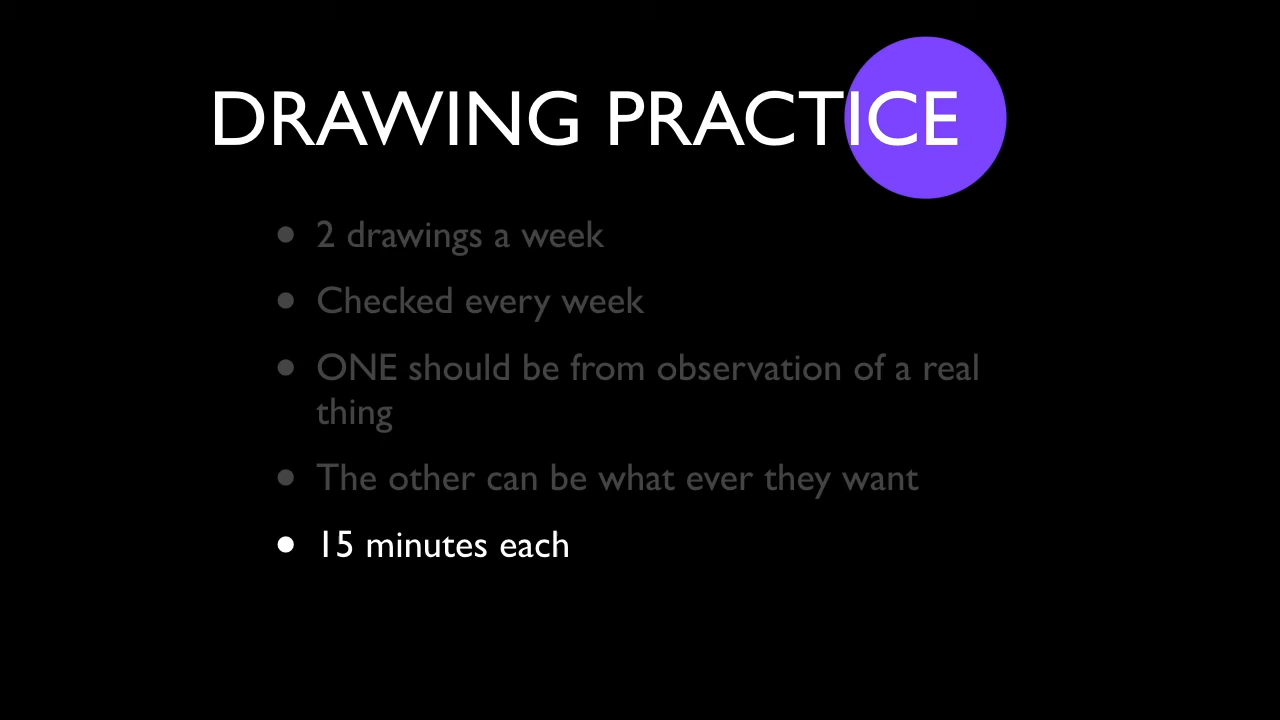 DRAWING PRACTICE
• 2 drawings a week
• Checked every week
• ONE should be from observation of a real
thing
• The other can be what ever they want
• 15 minutes each